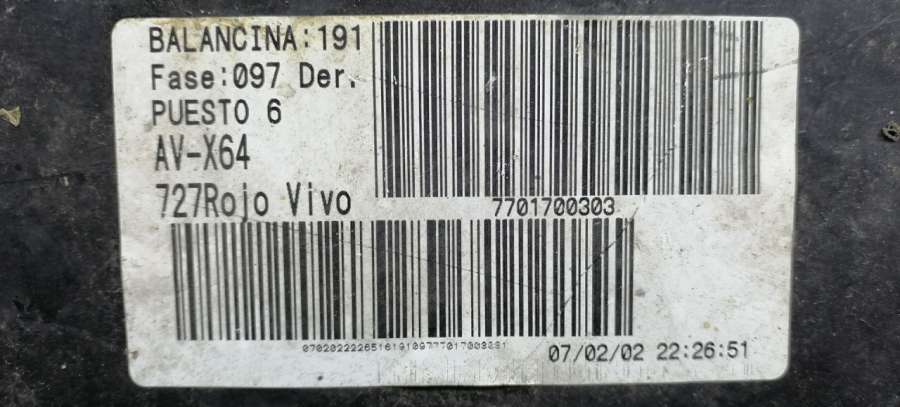 BALANCINA:191
Fase:097 Der.
PUESTO 6
AV-X64
727Rojo Vivo
7701700303
07/02/02 22:26:51